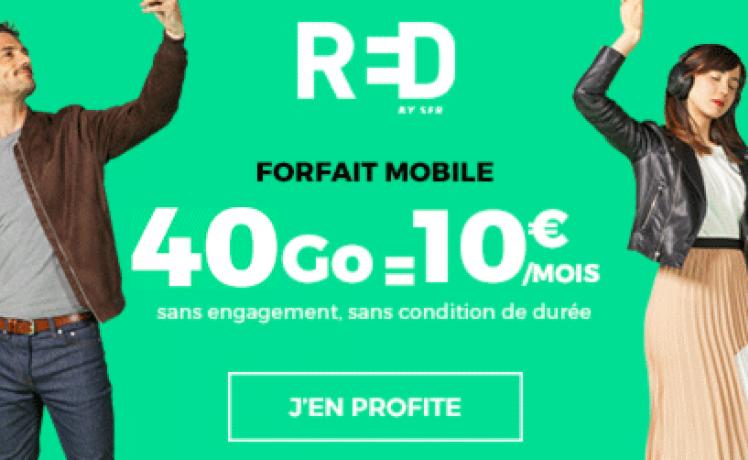 RED
BY SFR
FORFAIT MOBILE
40Go=10€/MOIS
sans engagement, sans condition de durée
J'EN PROFITE